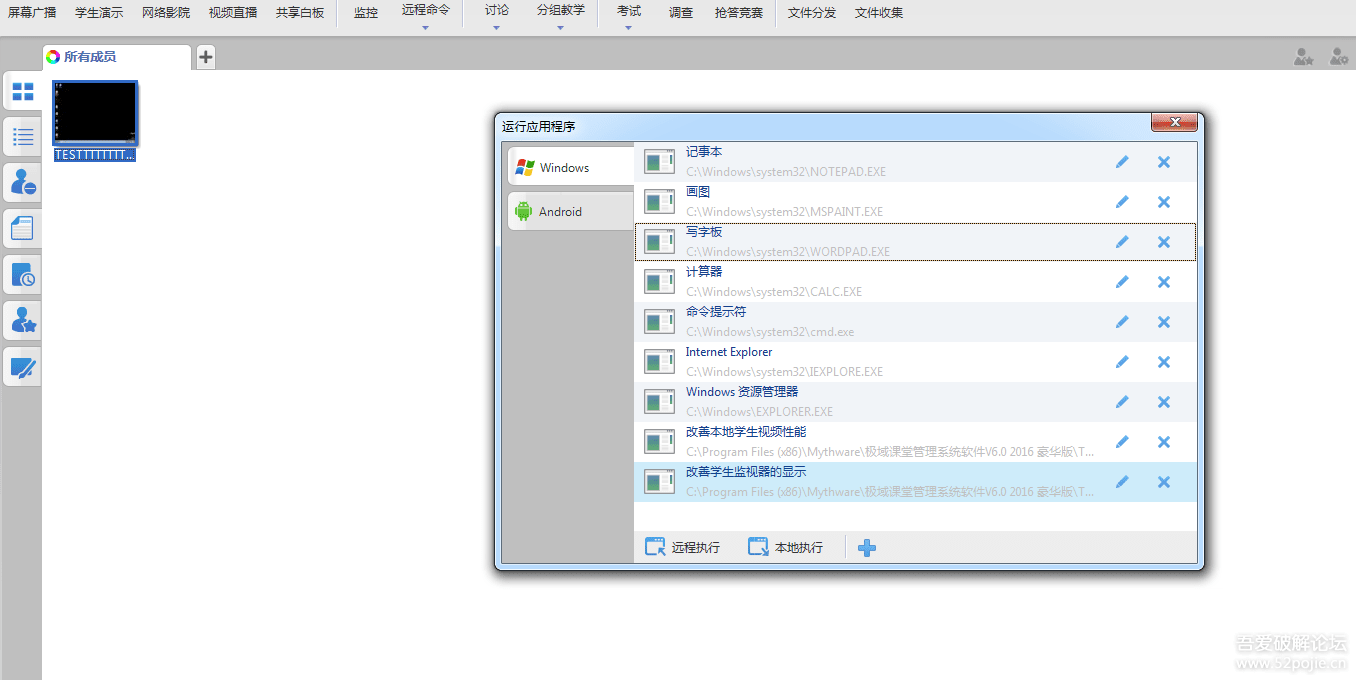 屏幕广播 学生演示 网络影院 视频直播 共享白板 监控 远程命令 讨论 分组教学 考试 调查 抢答竞赛 文件分发 文件收集
所有成员
TESTTTTTTTT...
运行应用程序
Windows
Android
记事本
C:\Windows\system32\NOTEPAD.EXE
画图
C:\Windows\system32\MSPAINT.EXE
写字板
C:\Windows\system32\WORDPAD.EXE
计算器
C:\Windows\system32\CALC.EXE
命令提示符
C:\Windows\system32\cmd.exe
Internet Explorer
C:\Windows\system32\IEXPLORE.EXE
Windows 资源管理器
C:\Windows\EXPLORER.EXE
改善本地学生视频性能
C:\Program Files (x86)\Mythware\极域课堂管理系统软件V6.0 2016 豪华版\T...
改善学生监视器的显示
C:\Program Files (x86)\Mythware\极域课堂管理系统软件V6.0 2016 豪华版\T...
远程执行 本地执行
吾爱破解论坛
www.52pojie.cn